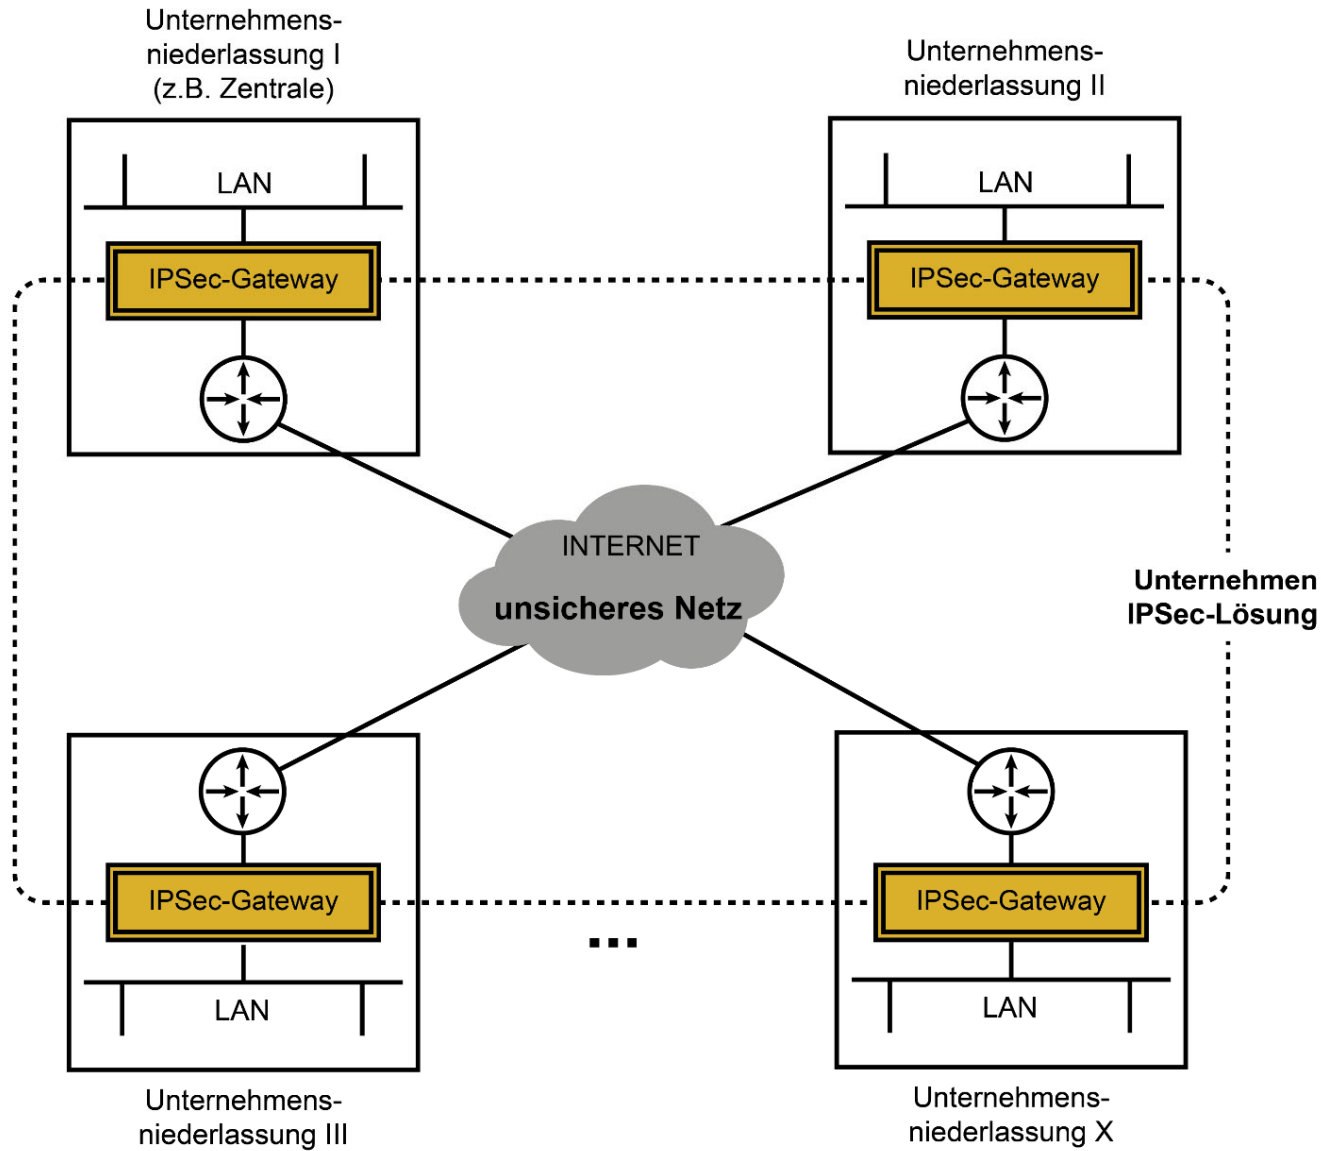 Unternehmens-
niederlassung I
(z.B. Zentrale)
Unternehmens-
niederlassung II
LAN
LAN
IPSec-Gateway
IPSec-Gateway
INTERNET
unsicheres Netz
Unternehmen
IPSec-Lösung
IPSec-Gateway
IPSec-Gateway
...
LAN
LAN
Unternehmens-
niederlassung III
Unternehmens-
niederlassung X